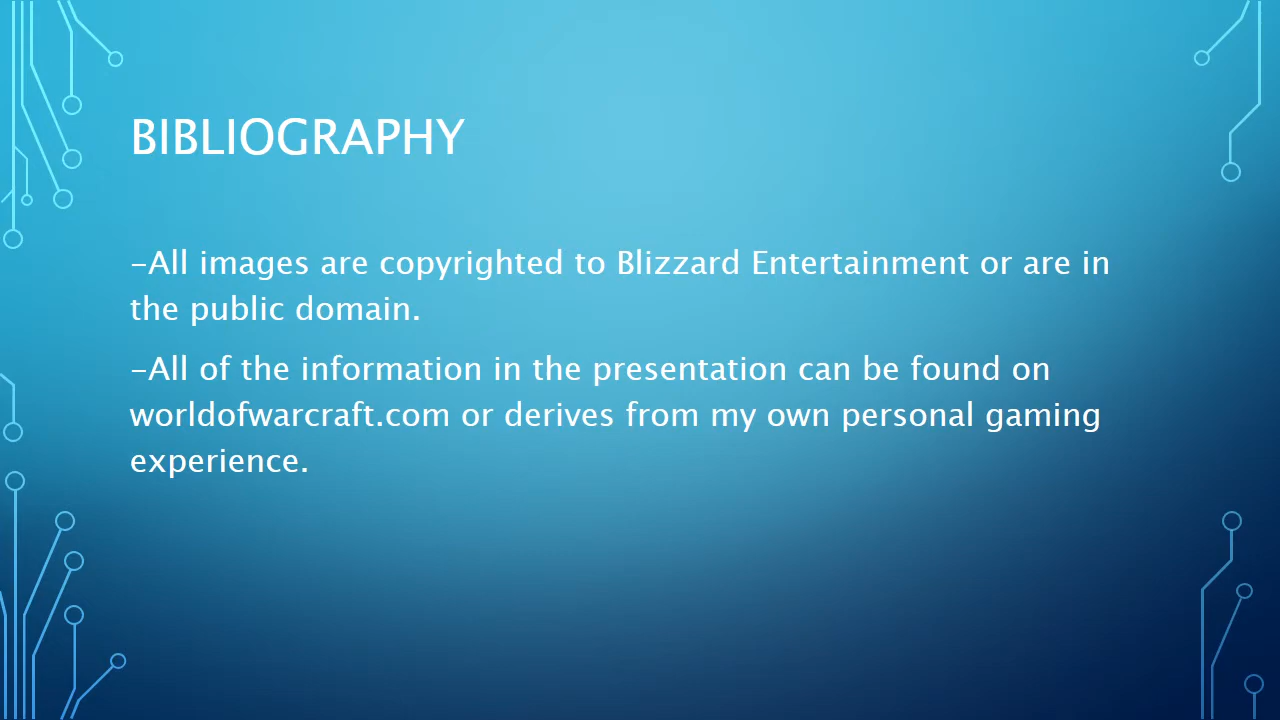 BIBLIOGRAPHY
-All images are copyrighted to Blizzard Entertainment or are in
the public domain.
-All of the information in the presentation can be found on
worldofwarcraft.com or derives from my own personal gaming
experience.